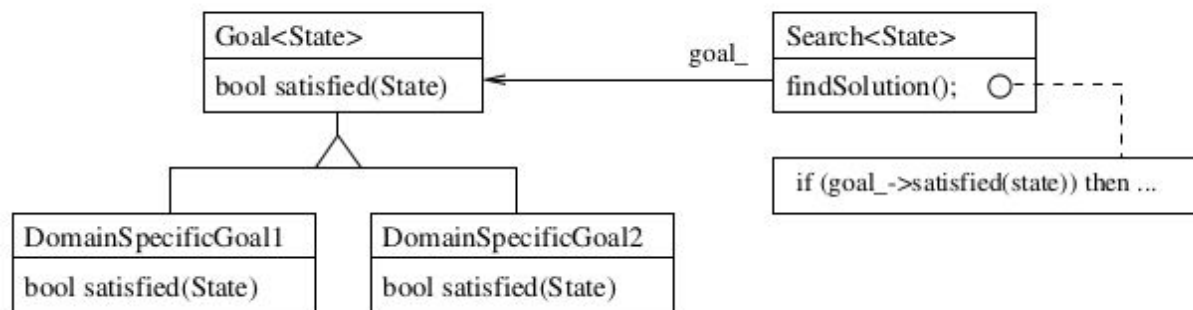 Goal<State>
bool satisfied(State)
goal_
Search<State>
findSolution();
if (goal_->satisfied(state)) then ...
DomainSpecificGoal1
bool satisfied(State)
DomainSpecificGoal2
bool satisfied(State)